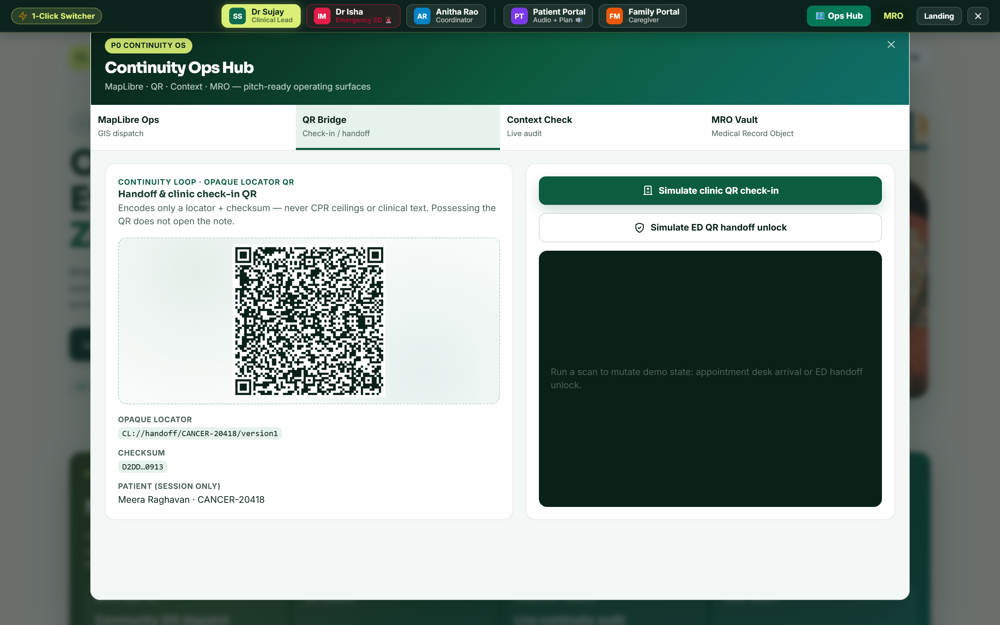 1-Click Switcher
SS
Dr Sujay
Clinical Lead
IM
Dr Isha
Emergency ED
AR
Anitha Rao
Coordinator
PT
Patient Portal
Audio + Plan
FM
Family Portal
Caregiver
Ops Hub
MRO
Landing
P0 CONTINUITY OS
Continuity Ops Hub
MapLibre · QR · Context · MRO — pitch-ready operating surfaces
MapLibre Ops
GIS dispatch
QR Bridge
Check-in / handoff
Context Check
Live audit
MRO Vault
Medical Record Object
CONTINUITY LOOP · OPAQUE LOCATOR QR
Handoff & clinic check-in QR
Encodes only a locator + checksum — never CPR ceilings or clinical text. Possessing the
QR does not open the note.
OPAQUE LOCATOR
CL://handoff/CANCER-20418/version1
CHECKSUM
D2DD…0913
PATIENT (SESSION ONLY)
Meera Raghavan · CANCER-20418
Simulate clinic QR check-in
Simulate ED QR handoff unlock
Run a scan to mutate demo state: appointment desk arrival or ED handoff
unlock.
Community GIS dispatch
Live continuity audit